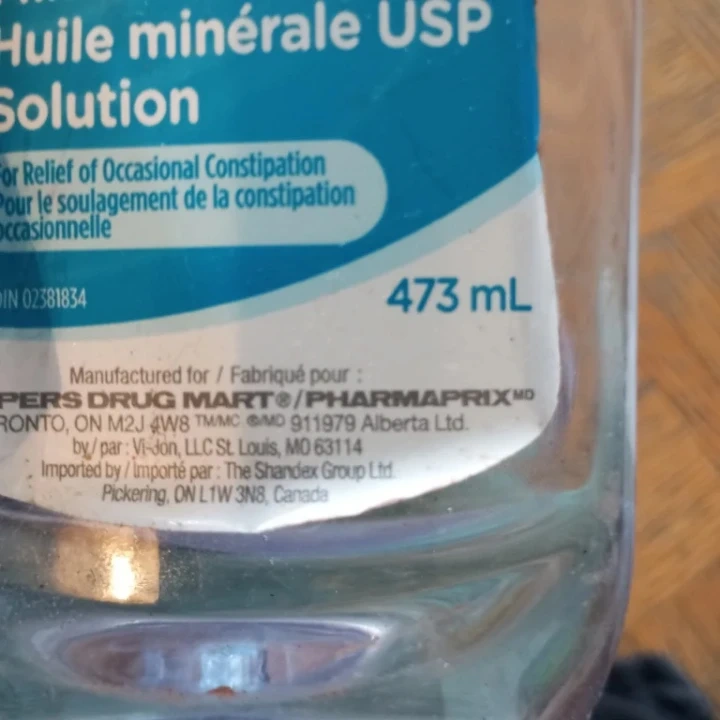 Huile minérale USP
Solution
For Relief of Occasional Constipation
Pour le soulagement de la constipation
occasionnelle
DIN 02381834
473 mL
Manufactured for / Fabriqué pour :
PERS DRUG MART®/PHARMAPRIX MD
RONTO, ON M2J 4W8 TM/MC ®/MD 911979 Alberta Ltd.
by / par : Vi-Jon, LLC St. Louis, MO 63114
Imported by / Importé par : The Shandex Group Ltd.
Pickering, ON L1W 3N8, Canada